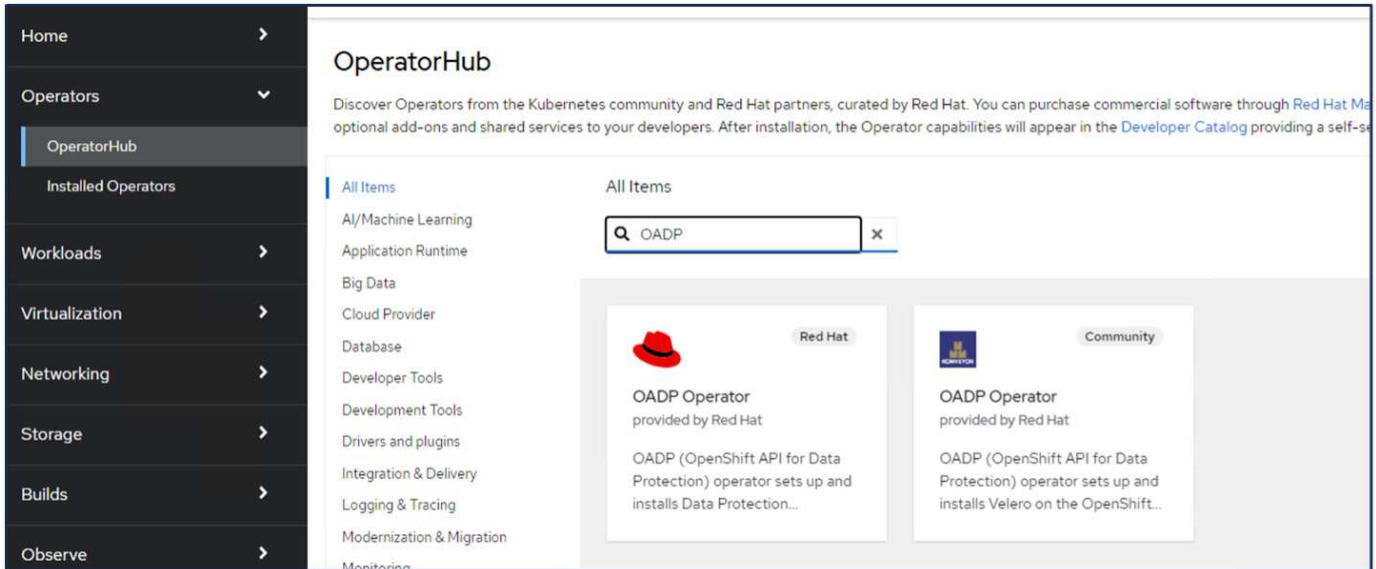 Home
Operators
OperatorHub
Installed Operators
Workloads
Virtualization
Networking
Storage
Builds
Observe
OperatorHub
Discover Operators from the Kubernetes community and Red Hat partners, curated by Red Hat. You can purchase commercial software through Red Hat Ma
optional add-ons and shared services to your developers. After installation, the Operator capabilities will appear in the Developer Catalog providing a self-se
All Items
AI/Machine Learning
Application Runtime
Big Data
Cloud Provider
Database
Developer Tools
Development Tools
Drivers and plugins
Integration & Delivery
Logging & Tracing
Modernization & Migration
Monitoring
All Items
OADP
Red Hat
OADP Operator
provided by Red Hat
OADP (OpenShift API for Data
Protection) operator sets up and
installs Data Protection...
Community
KONVEYOR
OADP Operator
provided by Red Hat
OADP (OpenShift API for Data
Protection) operator sets up and
installs Velero on the OpenShift...